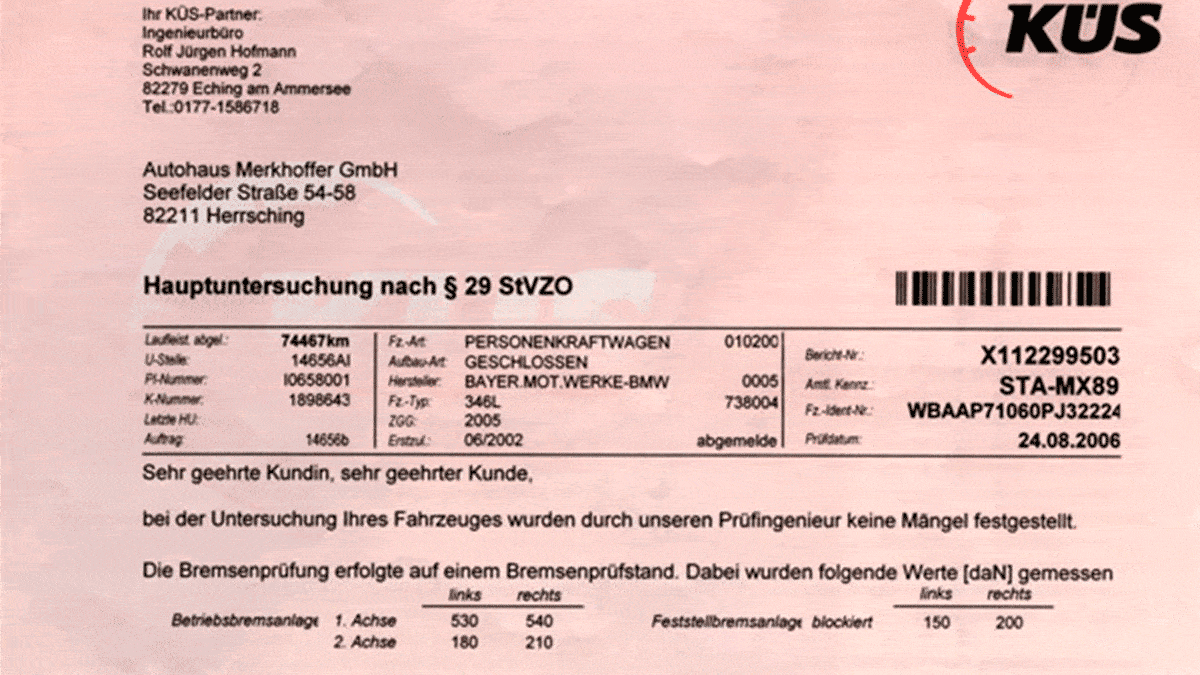 Ihr KÜS-Partner:
Ingenieurbüro
Rolf Jürgen Hofmann
Schwanenweg 2
82279 Eching am Ammersee
Tel.:0177-1586718
KÜS
Autohaus Merkhoffer GmbH
Seefelder Straße 54-58
82211 Herrsching
Hauptuntersuchung nach § 29 StVZO
Laufleist. abgel.: 74467km Fz.-Art: PERSONENKRAFTWAGEN 010200
U-Stelle: 14656AI Aufbau-Art: GESCHLOSSEN
PI-Nummer: I0658001 Hersteller: BAYER.MOT.WERKE-BMW 0005
K-Nummer: 1898643 Fz.-Typ: 346L 738004
Letzte HU: ZGG: 2005
Auftrag: 14656b Erstzul.: 06/2002 abgemelde
Bericht-Nr.: X112299503
Amtl. Kennz.: STA-MX89
Fz.-Ident-Nr.: WBAAP71060PJ32224
Prüfdatum: 24.08.2006
Sehr geehrte Kundin, sehr geehrter Kunde,
bei der Untersuchung Ihres Fahrzeuges wurden durch unseren Prüfingenieur keine Mängel festgestellt.
Die Bremsenprüfung erfolgte auf einem Bremsenprüfstand. Dabei wurden folgende Werte [daN] gemessen
links rechts links rechts
Betriebsbremsanlage 1. Achse 530 540 Feststellbremsanlage blockiert 150 200
2. Achse 180 210